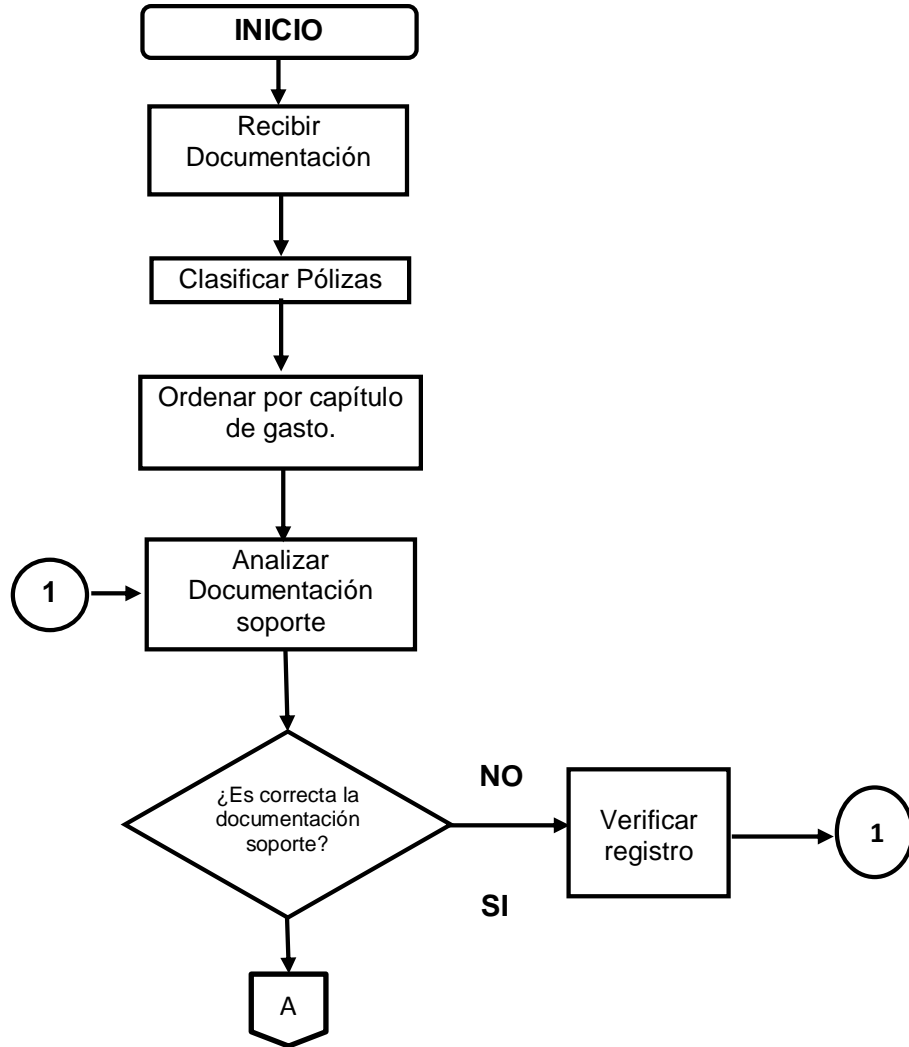 INICIO
Recibir
Documentación
Clasificar Pólizas
Ordenar por capítulo
de gasto.
Analizar
Documentación
soporte
1
¿Es correcta la
documentación
soporte?
NO
Verificar
registro
1
SI
A